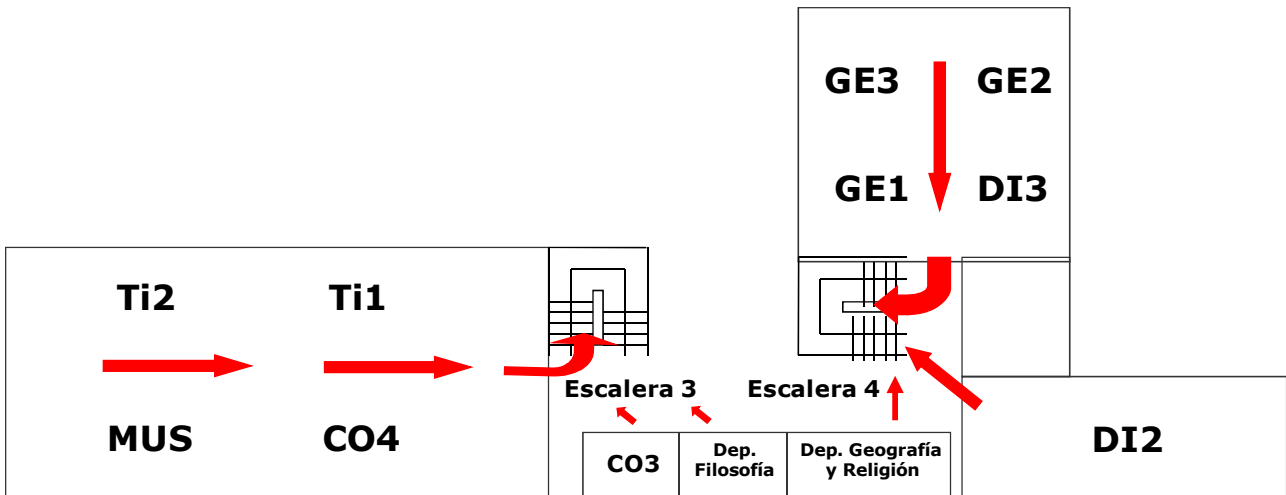 GE3
GE2
GE1
DI3
Ti2
Ti1
Escalera 3
Escalera 4
MUS
CO4
CO3
Dep.
Filosofía
Dep. Geografía
y Religión
DI2